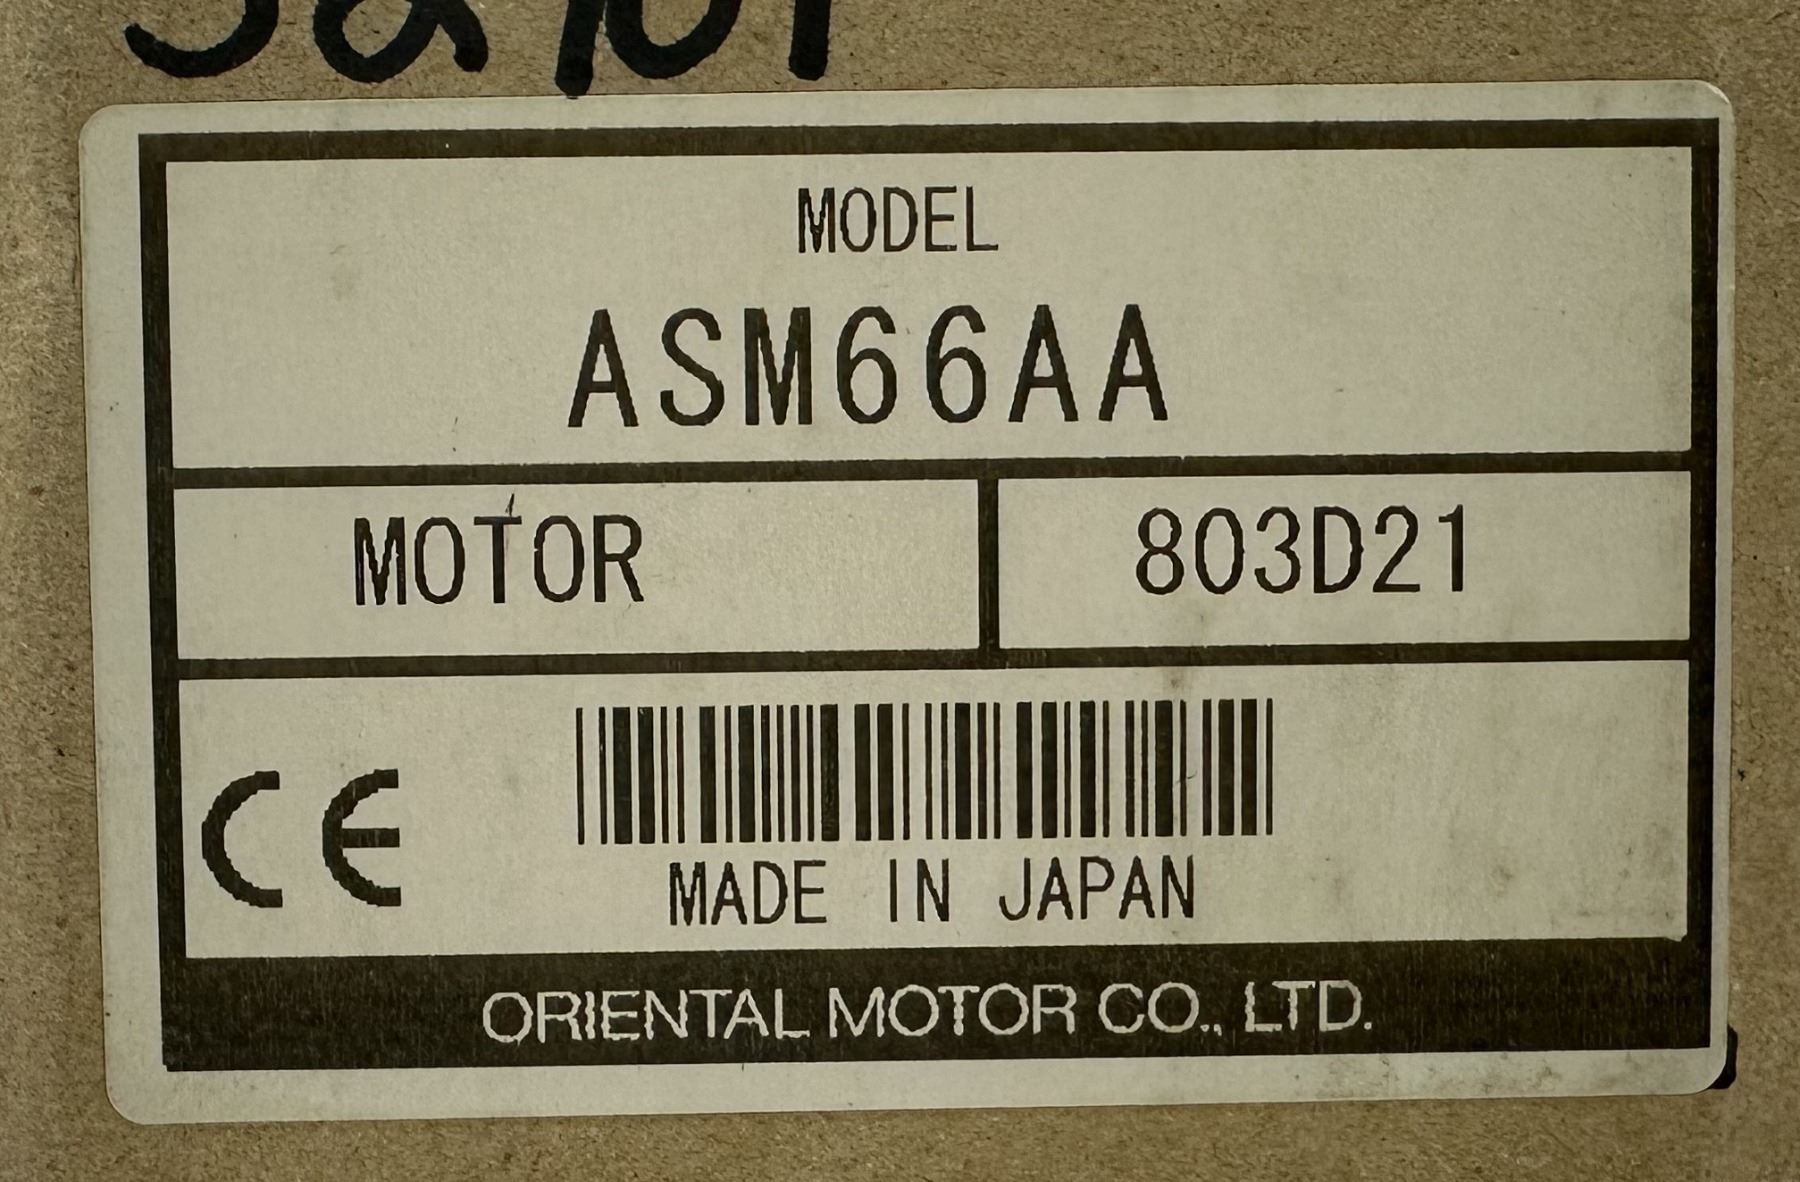 MODEL
ASM66AA
MOTOR 803D21
CE
MADE IN JAPAN
ORIENTAL MOTOR CO., LTD.